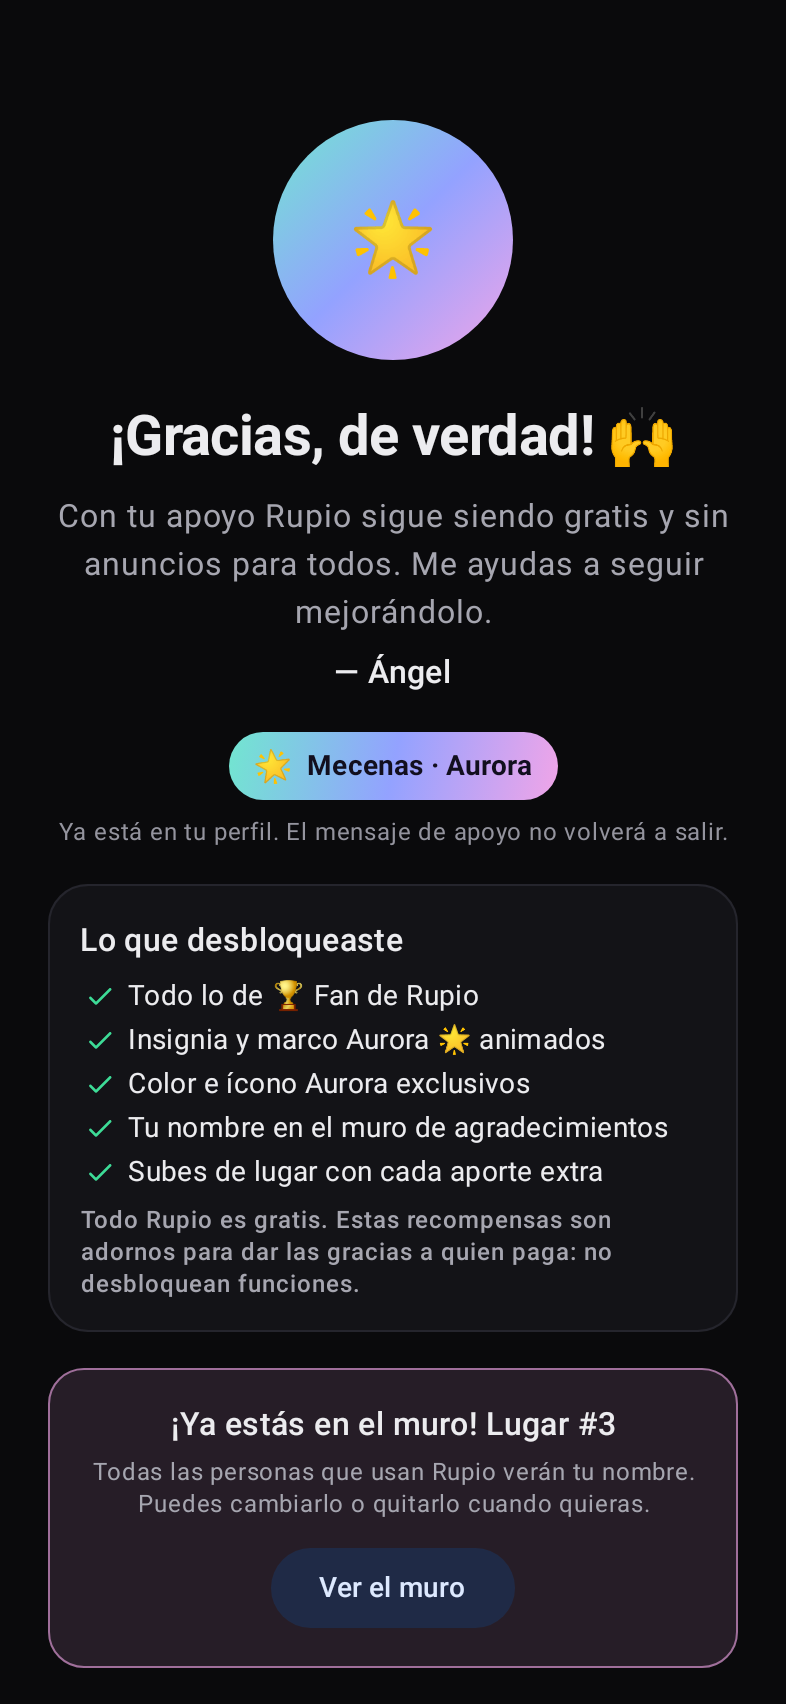 ¡Gracias, de verdad! 🙌
Con tu apoyo Rupio sigue siendo gratis y sin
anuncios para todos. Me ayudas a seguir
mejorándolo.
— Ángel
🌟 Mecenas · Aurora
Ya está en tu perfil. El mensaje de apoyo no volverá a salir.
Lo que desbloqueaste
Todo lo de 🏆 Fan de Rupio
Insignia y marco Aurora 🌟 animados
Color e ícono Aurora exclusivos
Tu nombre en el muro de agradecimientos
Subes de lugar con cada aporte extra
Todo Rupio es gratis. Estas recompensas son
adornos para dar las gracias a quien paga: no
desbloquean funciones.
¡Ya estás en el muro! Lugar #3
Todas las personas que usan Rupio verán tu nombre.
Puedes cambiarlo o quitarlo cuando quieras.
Ver el muro